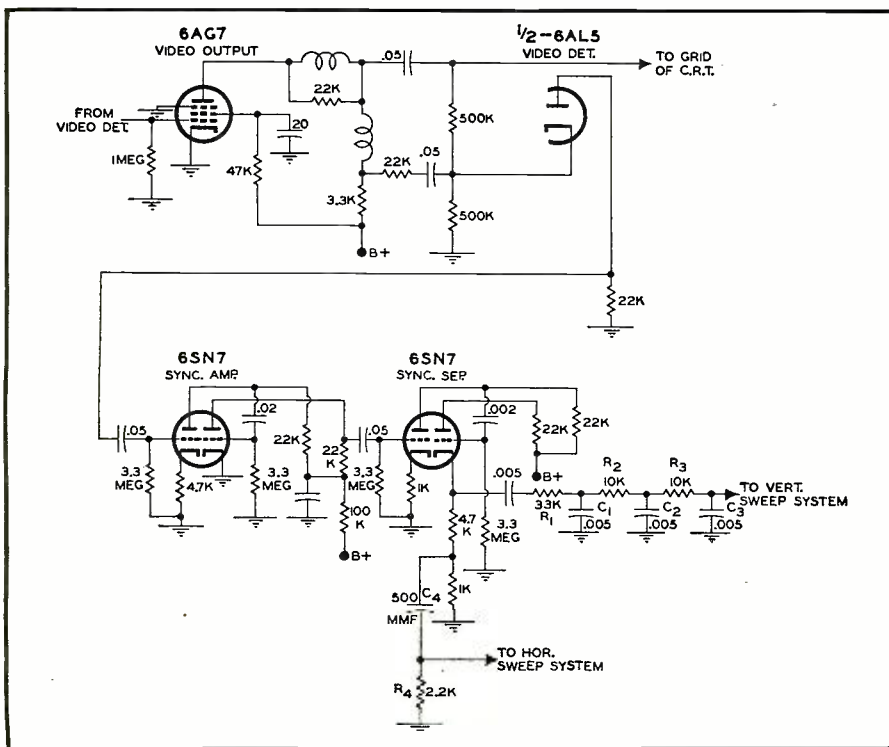 6AG7
VIDEO OUTPUT
1/2-6AL5
VIDEO DET.
.05
TO GRID
OF C.R.T.
22K
FROM
VIDEO DET.
20
500K
1MEG
47K
22K
.05
3.3K
500K
B+
22K
6SN7
SYNC. AMP.
6SN7
SYNC. SEP.
.05
.02
22K
22
K
.05
.002
22K
22K
B+
3.3
MEG
4.7K
3.3
MEG
100
K
B+
3.3
MEG
1K
4.7
K
3.3
MEG
.005
33K
R1
C1
.005
R2
10K
C2
.005
R3
10K
C3
.005
TO VERT.
SWEEP SYSTEM
1K
500 C4
MMF
TO HOR.
SWEEP SYSTEM
R4 2.2K